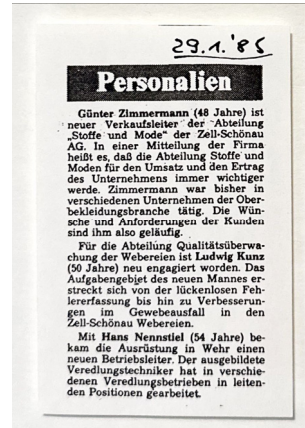 29.1.'85
Personalien
Günter Zimmermann (48 Jahre) ist
neuer Verkaufsleiter der Abteilung
„Stoffe und Mode“ der Zell-Schönau
AG. In einer Mitteilung der Firma
heißt es, daß die Abteilung Stoffe und
Moden für den Umsatz und den Ertrag
des Unternehmens immer wichtiger
werde. Zimmermann war bisher in
verschiedenen Unternehmen der Ober-
bekleidungsbranche tätig. Die Wün-
sche und Anforderungen der Kunden
sind ihm also geläufig.
Für die Abteilung Qualitätsüberwa-
chung der Webereien ist Ludwig Kunz
(50 Jahre) neu engagiert worden. Das
Aufgabengebiet des neuen Mannes er-
streckt sich von der lückenlosen Feh-
lererfassung bis hin zu Verbesserun-
gen im Gewebeausfall in den
Zell-Schönau Webereien.
Mit Hans Nennstiel (54 Jahre) be-
kam die Ausrüstung in Wehr einen
neuen Betriebsleiter. Der ausgebildete
Veredlungstechniker hat in verschie-
denen Veredlungsbetrieben in leiten-
den Positionen gearbeitet.